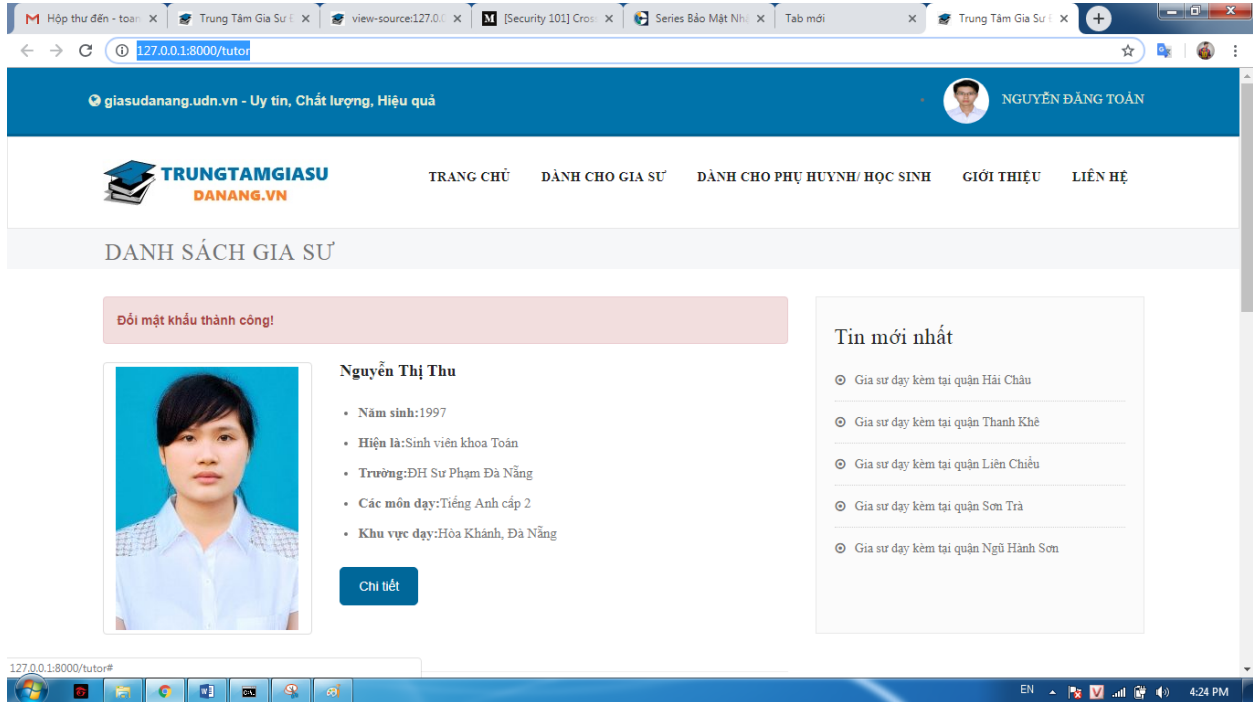 Hộp thư đến - toan
Trung Tâm Gia Sư Đ
view-source:127.0.0
[Security 101] Cros
Series Bảo Mật Nhậ
Tab mới
Trung Tâm Gia Sư Đ
127.0.0.1:8000/tutor
giasudanang.udn.vn - Uy tín, Chất lượng, Hiệu quả
NGUYỄN ĐĂNG TOÁN
TRUNGTAMGIASU
DANANG.VN
TRANG CHỦ
DÀNH CHO GIA SƯ
DÀNH CHO PHỤ HUYNH/ HỌC SINH
GIỚI THIỆU
LIÊN HỆ
DANH SÁCH GIA SƯ
Đổi mật khẩu thành công!
Nguyễn Thị Thu
Năm sinh:1997
Hiện là:Sinh viên khoa Toán
Trường:ĐH Sư Phạm Đà Nẵng
Các môn dạy:Tiếng Anh cấp 2
Khu vực dạy:Hòa Khánh, Đà Nẵng
Chi tiết
Tin mới nhất
Gia sư dạy kèm tại quận Hải Châu
Gia sư dạy kèm tại quận Thanh Khê
Gia sư dạy kèm tại quận Liên Chiểu
Gia sư dạy kèm tại quận Sơn Trà
Gia sư dạy kèm tại quận Ngũ Hành Sơn
127.0.0.1:8000/tutor#
EN
4:24 PM